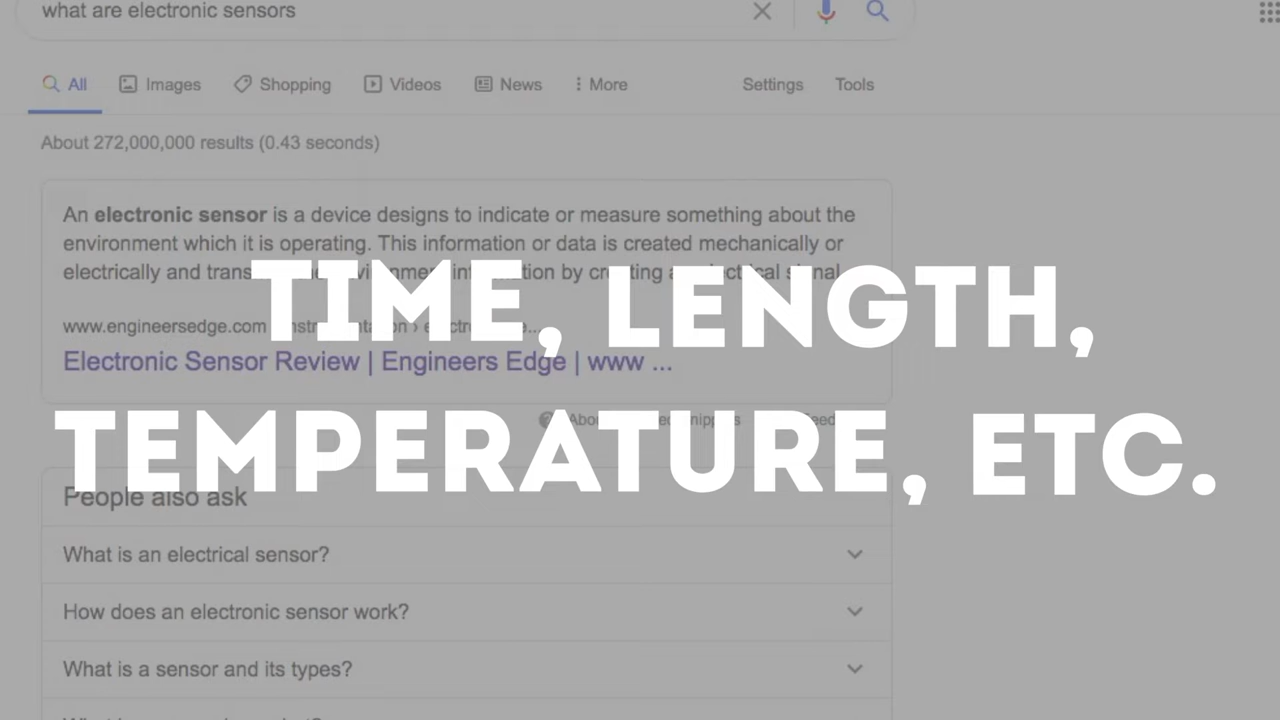 what are electronic sensors
All Images Shopping Videos News More Settings Tools
About 272,000,000 results (0.43 seconds)
An electronic sensor is a device designs to indicate or measure something about the
environment which it is operating. This information or data is created mechanically or
electrically and by signal
TIME, LENGTH,
www.engineersedge.com
Electronic Sensor Review | Engineers Edge | www ...
TEMPERATURE, ETC.
People also ask
What is an electrical sensor?
How does an electronic sensor work?
What is a sensor and its types?